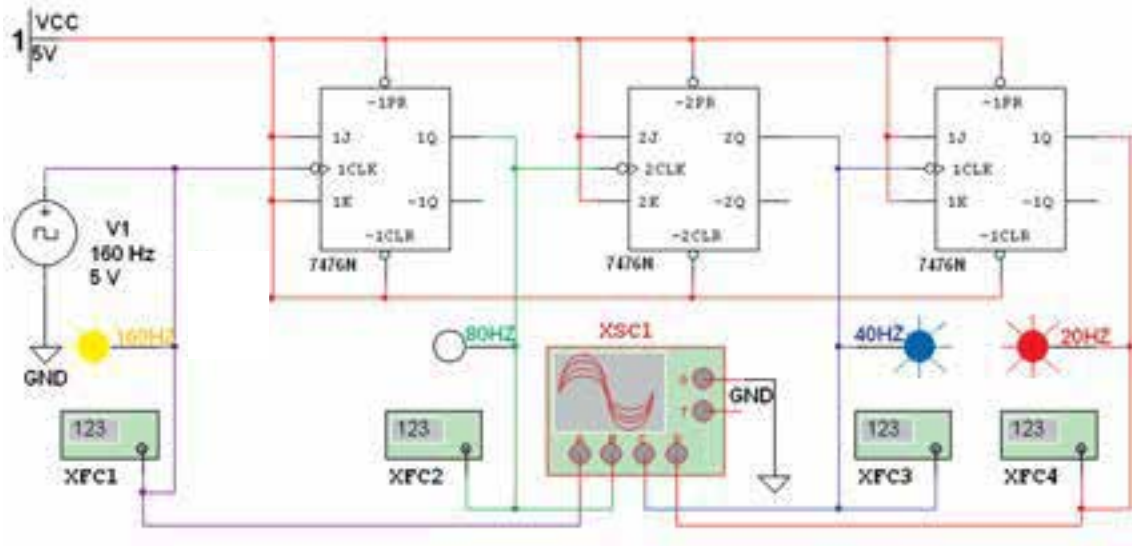 1
VCC
5V
~1PR
1J
1Q
1CLK
1K
~1Q
~1CLR
7476N
~2PR
2J
2Q
2CLK
2K
~2Q
~2CLR
7476N
~1PR
1J
1Q
1CLK
1K
~1Q
~1CLR
7476N
V1
160 Hz
5 V
GND
160HZ
80HZ
XSC1
40HZ
20HZ
GND
G
T
A
B
C
D
123
XFC1
123
XFC2
123
XFC3
123
XFC4